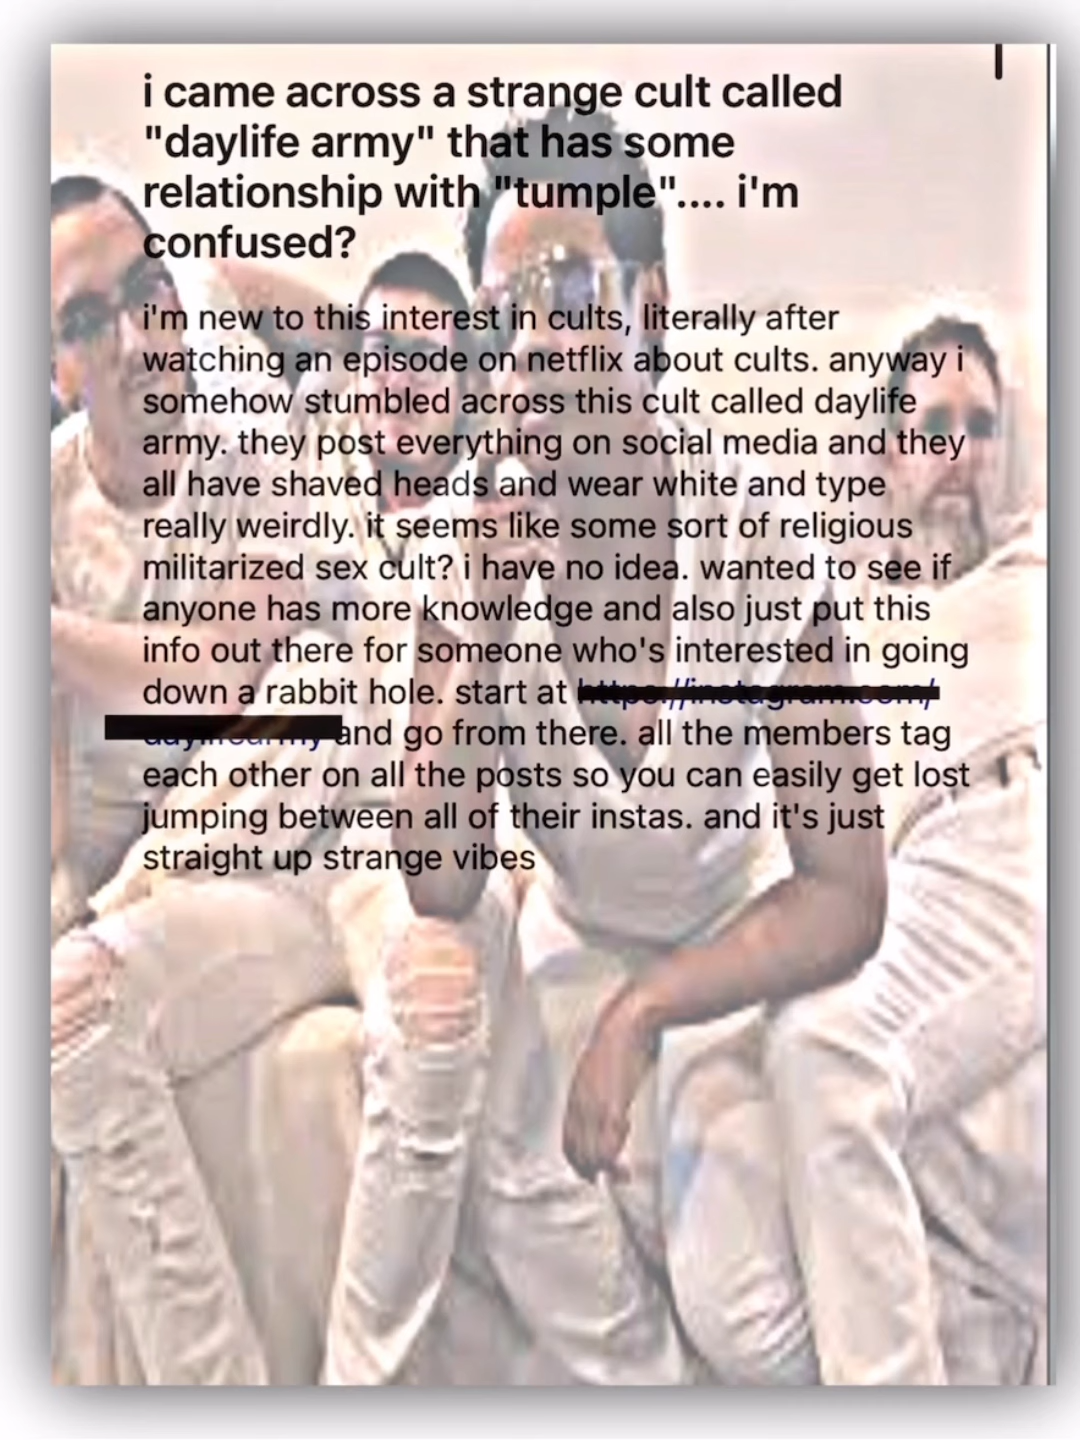 i came across a strange cult called
"daylife army" that has some
relationship with "tumple".... i'm
confused?
i'm new to this interest in cults, literally after
watching an episode on netflix about cults. anyway i
somehow stumbled across this cult called daylife
army. they post everything on social media and they
all have shaved heads and wear white and type
really weirdly. it seems like some sort of religious
militarized sex cult? i have no idea. wanted to see if
anyone has more knowledge and also just put this
info out there for someone who's interested in going
down a rabbit hole. start at https://instagram.com/
and go from there. all the members tag
each other on all the posts so you can easily get lost
jumping between all of their instas. and it's just
straight up strange vibes